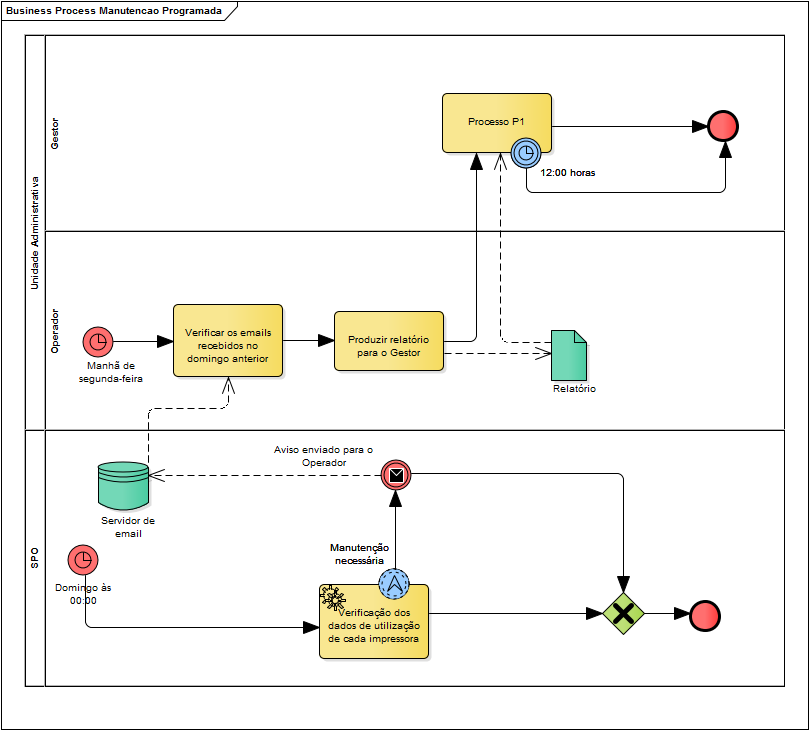 Business Process Manutencao Programada
Unidade Administrativa
Gestor
Processo P1
12:00 horas
Operador
Manhã de
segunda-feira
Verificar os emails
recebidos no
domingo anterior
Produzir relatório
para o Gestor
Relatório
SPO
Servidor de
email
Aviso enviado para o
Operador
Domingo às
00:00
Manutenção
necessária
Verificação dos
dados de utilização
de cada impressora